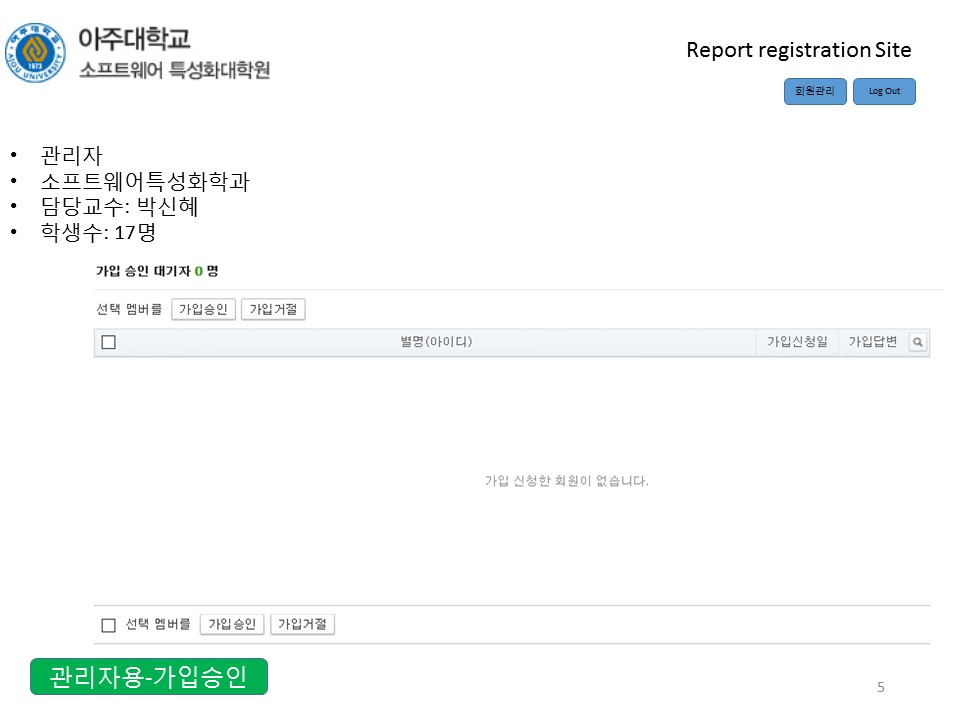 아주대학교
소프트웨어 특성화대학원
AJOU UNIVERSITY
1973
Report registration Site
회원관리 Log Out
• 관리자
• 소프트웨어특성화학과
• 담당교수: 박신혜
• 학생수: 17명
가입 승인 대기자 0 명
선택 멤버를 가입승인 가입거절
별명(아이디) 가입신청일 가입답변
가입 신청한 회원이 없습니다.
선택 멤버를 가입승인 가입거절
관리자용-가입승인
5